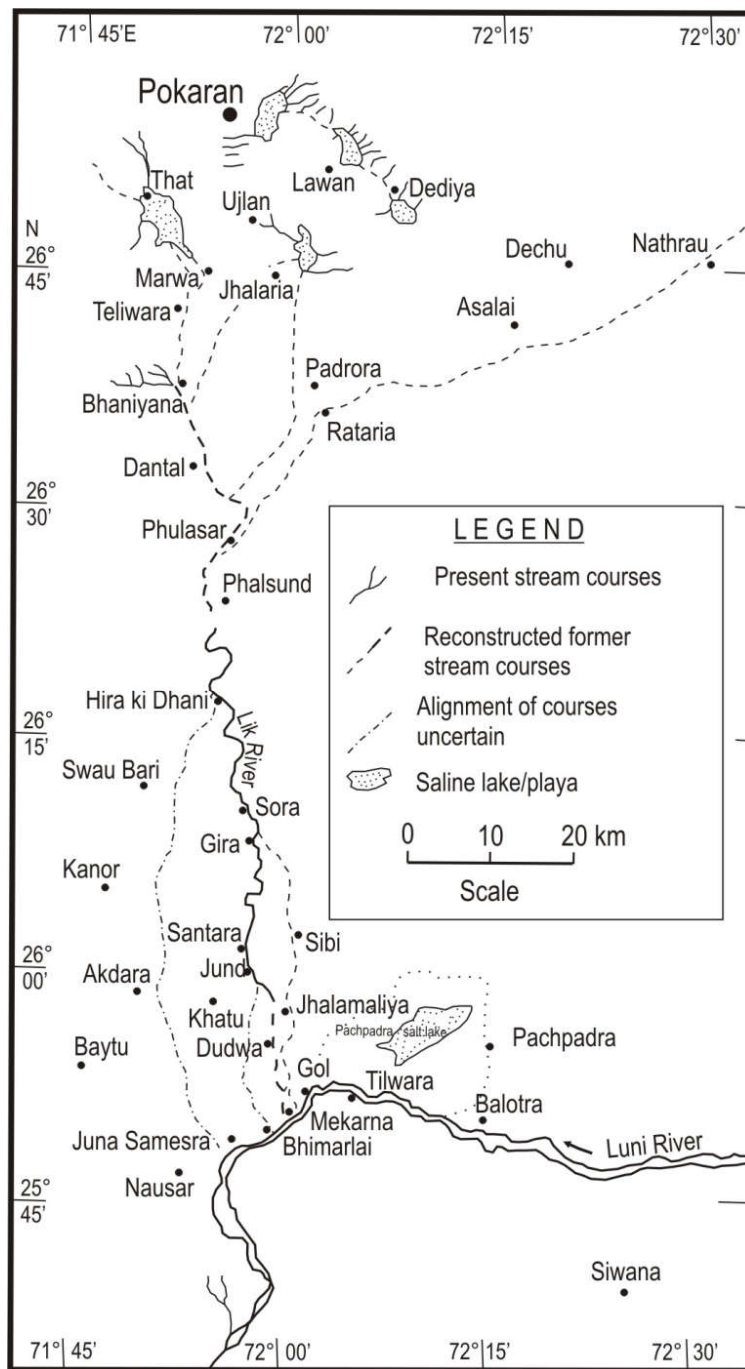 71° 45'E
72° 00'
72° 15'
72° 30'
Pokaran
That
Lawan
Dediya
Ujlan
N
26°
45'
Marwa
Jhalaria
Dechu
Nathrau
Teliwara
Asalai
Bhaniyana
Padrora
Rataria
Dantal
26°
30'
Phulasar
Phalsund
LEGEND
Present stream courses
Reconstructed former
stream courses
Alignment of courses
uncertain
Saline lake/playa
0 10 20 km
Scale
Hira ki Dhani
26°
15'
Lik River
Swau Bari
Sora
Gira
Kanor
Santara
Sibi
26°
00'
Jund
Akdara
Khatu
Jhalamaliya
Pachpadra salt lake
Pachpadra
Dudwa
Baytu
Gol
Tilwara
Mekarna
Balotra
Juna Samesra
Bhimarlai
Luni River
Nausar
25°
45'
Siwana
71° 45'
72° 00'
72° 15'
72° 30'